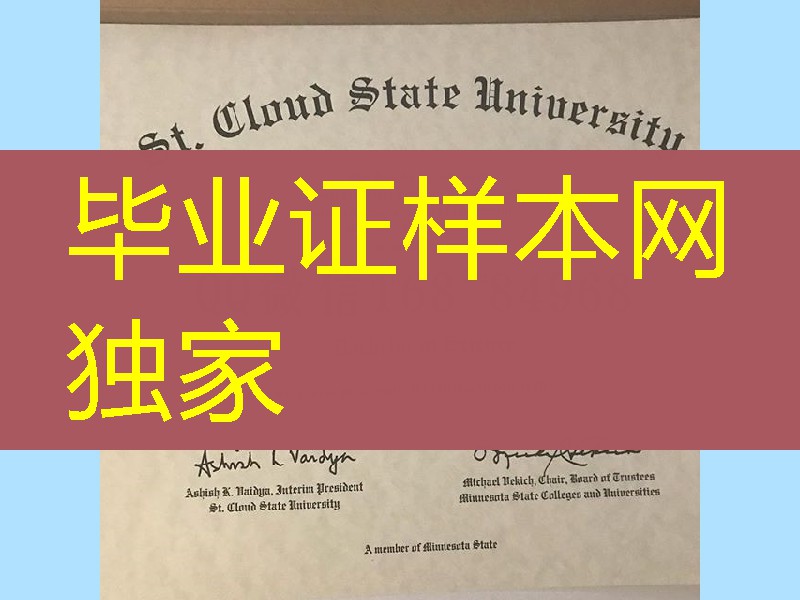 St. Cloud State University
毕业证样本网
独家
Ashish K. Vaidya, Interim President
St. Cloud State University
Michael Vekich, Chair, Board of Trustees
Minnesota State Colleges and Universities
A member of Minnesota State